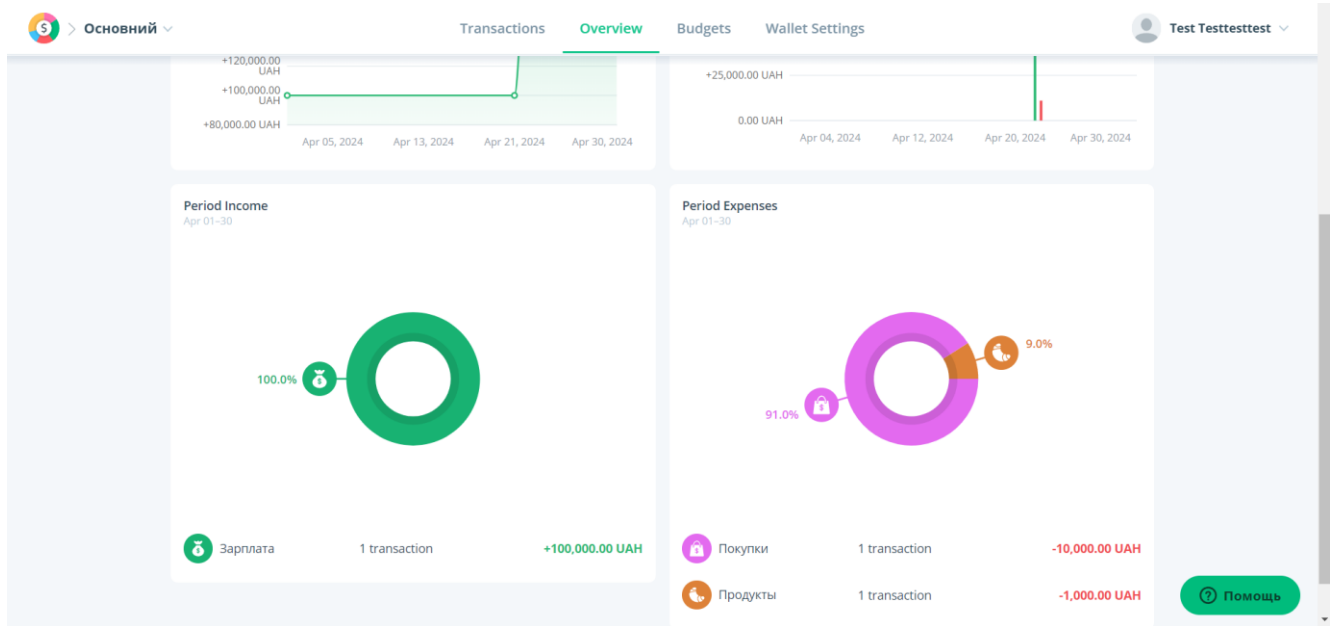 Основний
Transactions
Overview
Budgets
Wallet Settings
Test Testtesttest
+120,000.00
UAH
+100,000.00
UAH
+80,000.00 UAH
Apr 05, 2024
Apr 13, 2024
Apr 21, 2024
Apr 30, 2024
+25,000.00 UAH
0.00 UAH
Apr 04, 2024
Apr 12, 2024
Apr 20, 2024
Apr 30, 2024
Period Income
Apr 01–30
100.0%
Зарплата 1 transaction +100,000.00 UAH
Period Expenses
Apr 01–30
9.0%
91.0%
Покупки 1 transaction -10,000.00 UAH
Продукты 1 transaction -1,000.00 UAH
Помощь